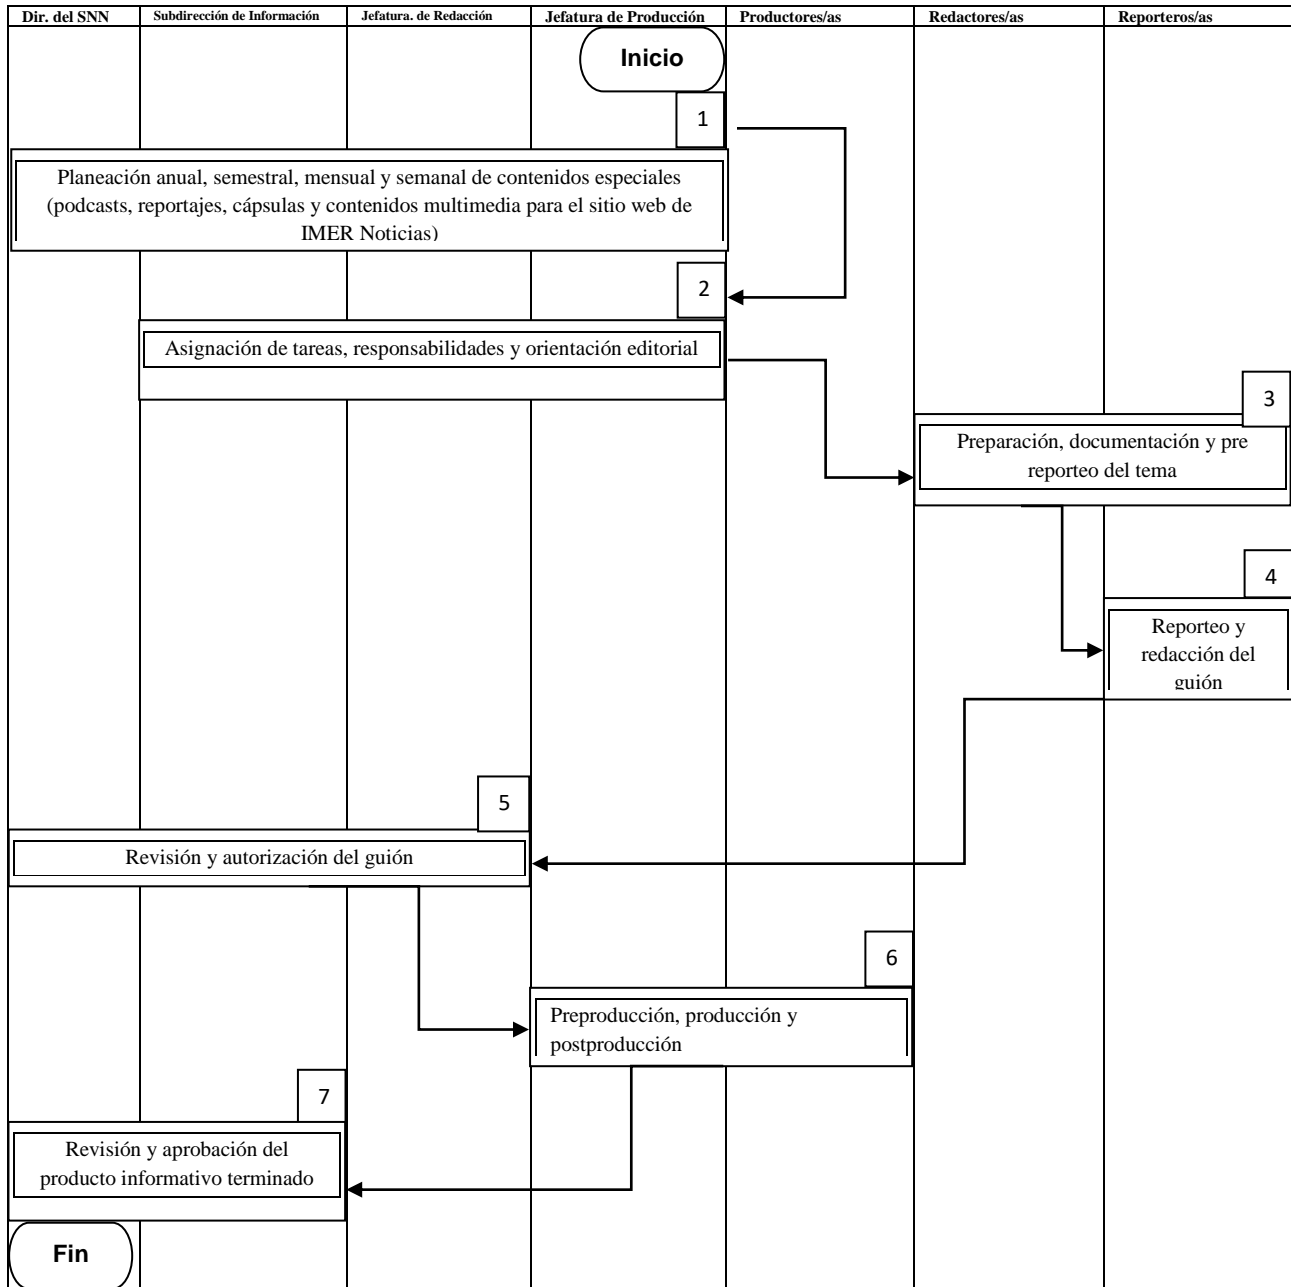 Dir. del SNN
Subdirección de Información
Jefatura. de Redacción
Jefatura de Producción
Productores/as
Redactores/as
Reporteros/as
Inicio
1
Planeación anual, semestral, mensual y semanal de contenidos especiales
(podcasts, reportajes, cápsulas y contenidos multimedia para el sitio web de
IMER Noticias)
2
Asignación de tareas, responsabilidades y orientación editorial
3
Preparación, documentación y pre
reporteo del tema
4
Reporteo y
redacción del
guión
5
Revisión y autorización del guión
6
Preproducción, producción y
postproducción
7
Revisión y aprobación del
producto informativo terminado
Fin